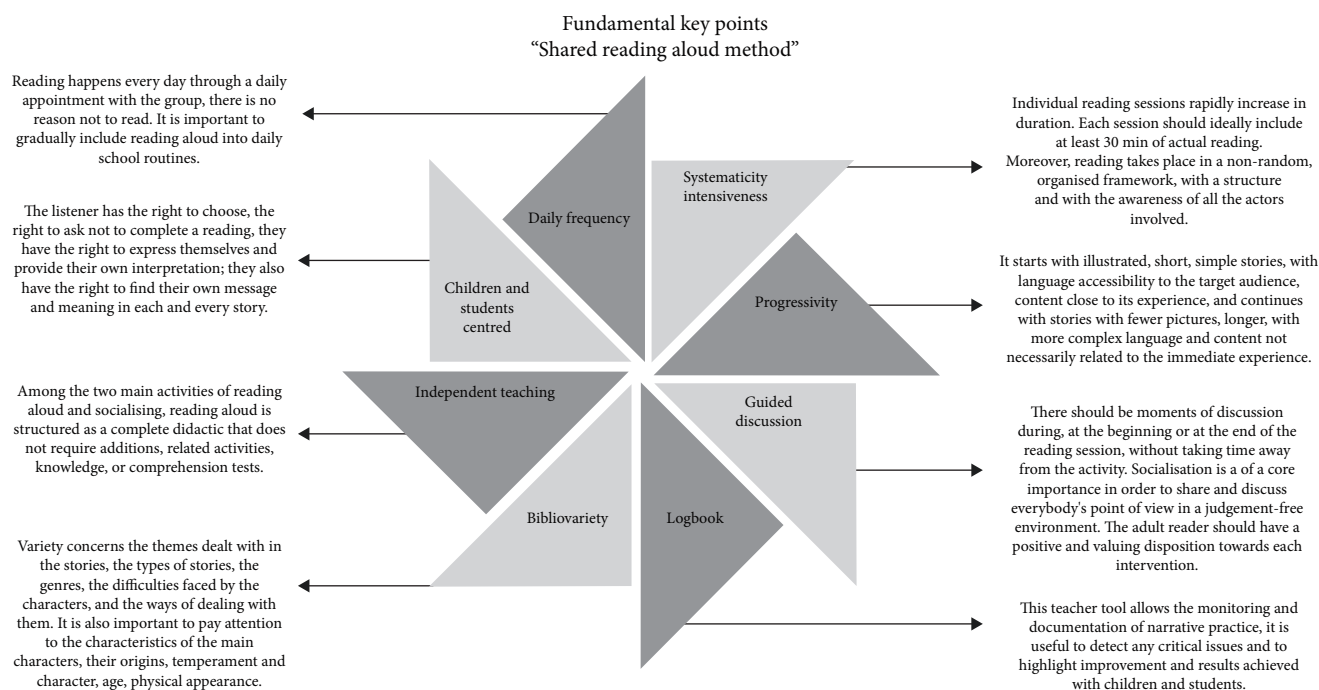 Fundamental key points
“Shared reading aloud method”
Reading happens every day through a daily
appointment with the group, there is no
reason not to read. It is important to
gradually include reading aloud into daily
school routines.
The listener has the right to choose, the
right to ask not to complete a reading, they
have the right to express themselves and
provide their own interpretation; they also
have the right to find their own message
and meaning in each and every story.
Among the two main activities of reading
aloud and socialising, reading aloud is
structured as a complete didactic that does
not require additions, related activities,
knowledge, or comprehension tests.
Variety concerns the themes dealt with in
the stories, the types of stories, the
genres, the difficulties faced by the
characters, and the ways of dealing with
them. It is also important to pay attention
to the characteristics of the main
characters, their origins, temperament and
character, age, physical appearance.
Daily frequency
Systematicity
intensiveness
Children and
students
centred
Progressivity
Independent teaching
Guided
discussion
Bibliovariety
Logbook
Individual reading sessions rapidly increase in
duration. Each session should ideally include
at least 30 min of actual reading.
Moreover, reading takes place in a non-random,
organised framework, with a structure
and with the awareness of all the actors
involved.
It starts with illustrated, short, simple stories, with
language accessibility to the target audience,
content close to its experience, and continues
with stories with fewer pictures, longer, with
more complex language and content not
necessarily related to the immediate experience.
There should be moments of discussion
during, at the beginning or at the end of the
reading session, without taking time away
from the activity. Socialisation is a of a core
importance in order to share and discuss
everybody's point of view in a judgement-free
environment. The adult reader should have a
positive and valuing disposition towards each
intervention.
This teacher tool allows the monitoring and
documentation of narrative practice, it is
useful to detect any critical issues and to
highlight improvement and results achieved
with children and students.